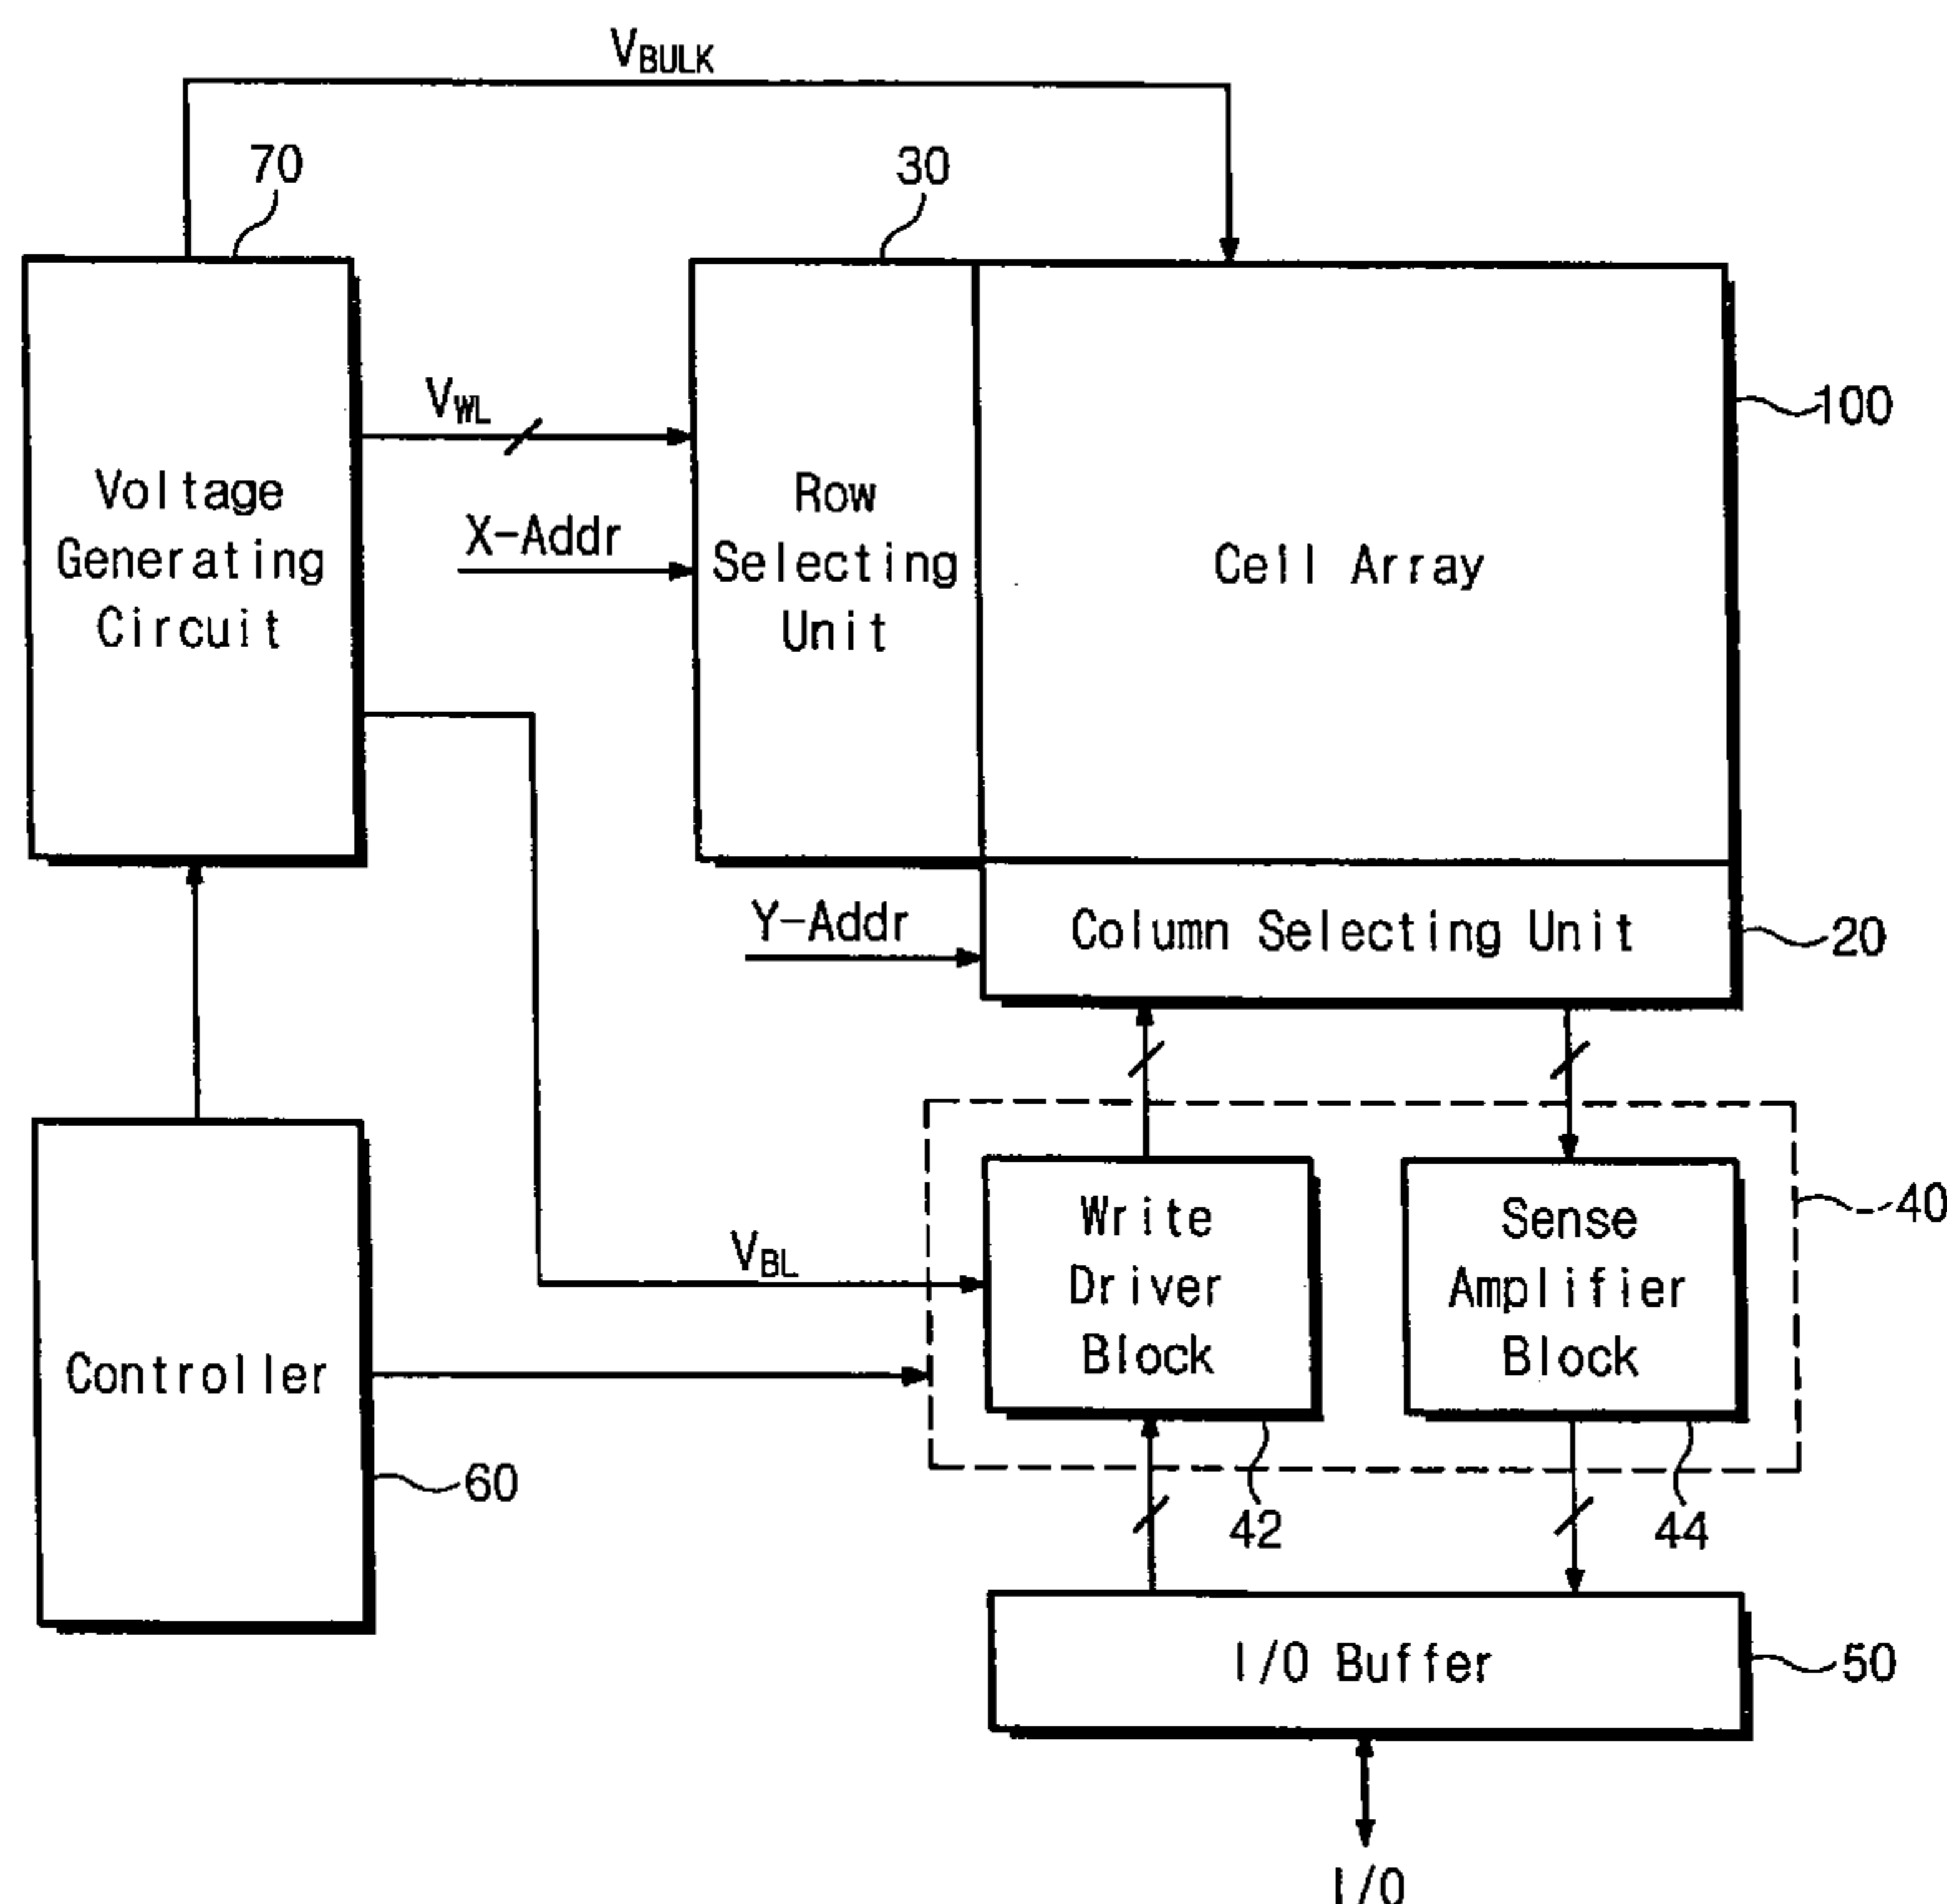 VBULK
70
30
Voltage
Generating
Circuit
VWL
X-Addr
Row
Selecting
Unit
Cell Array
100
Y-Addr
Column Selecting Unit
20
Controller
60
VBL
Write
Driver
Block
42
Sense
Amplifier
Block
44
40
I/O Buffer
50
I/O